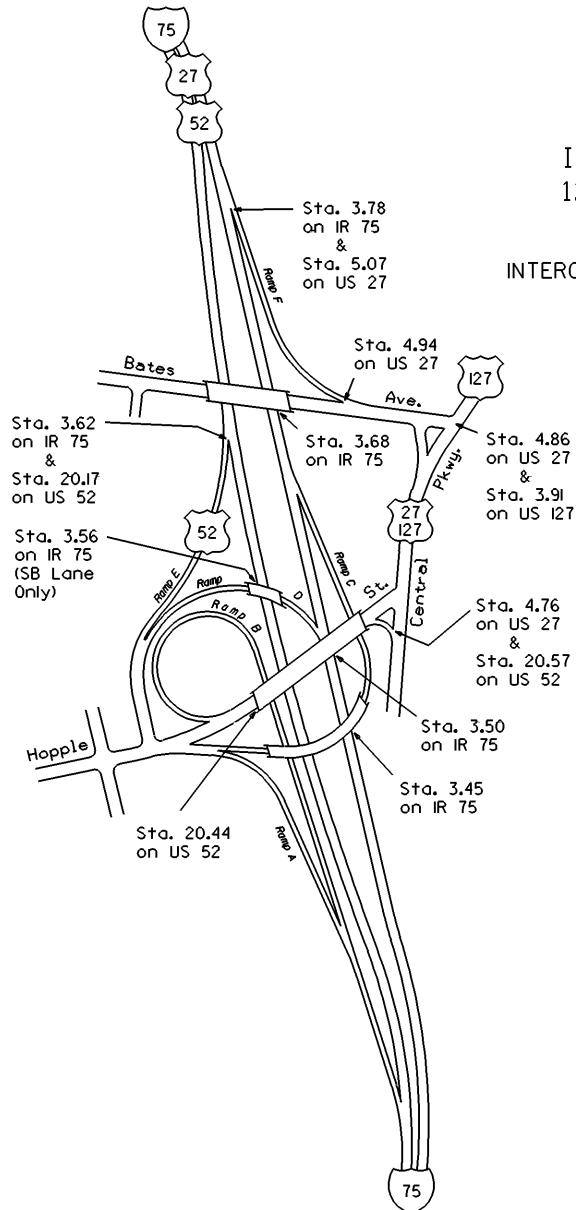 75
27
52
I
INTERC
Sta. 3.78
on IR 75
&
Sta. 5.07
on US 27
Ramp F
Sta. 4.94
on US 27
Bates
Ave.
127
Sta. 3.62
on IR 75
&
Sta. 20.17
on US 52
Sta. 3.68
on IR 75
Sta. 4.86
on US 27
&
Sta. 3.91
on US 127
Pkwy.
27
127
52
Sta. 3.56
on IR 75
(SB Lane
Only)
Ramp E
Ramp
D
Ramp B
Ramp C
St.
Central
Sta. 4.76
on US 27
&
Sta. 20.57
on US 52
Sta. 3.50
on IR 75
Hopple
Sta. 3.45
on IR 75
Sta. 20.44
on US 52
Ramp A
75